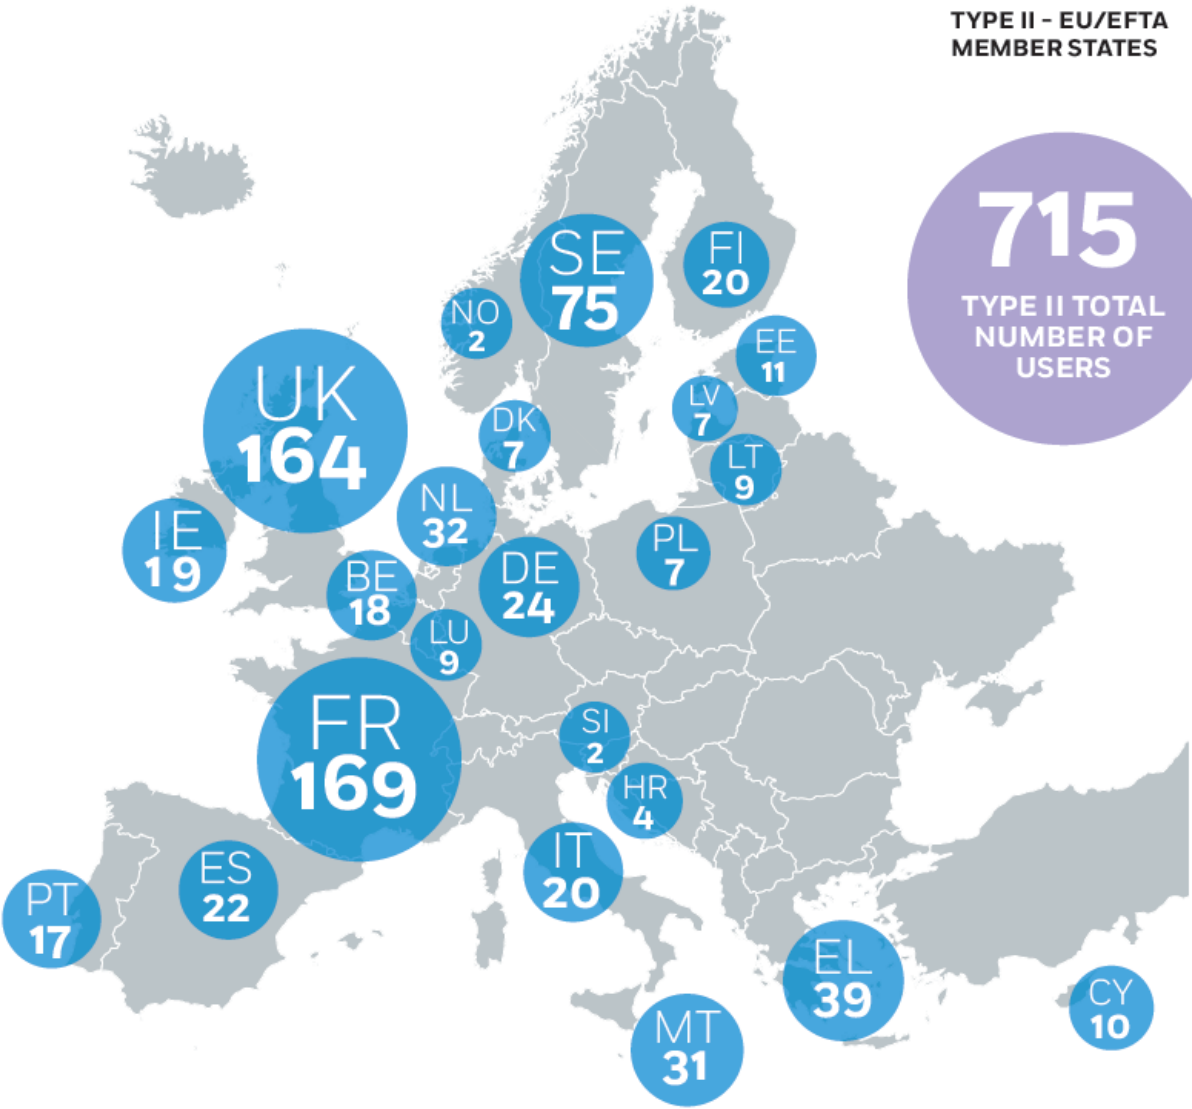 TYPE II - EU/EFTA
MEMBER STATES
715
TYPE II TOTAL
NUMBER OF
USERS
SE
75
FI
20
NO
2
EE
11
UK
164
LV
7
DK
7
LT
9
NL
32
IE
19
PL
7
BE
18
DE
24
LU
9
FR
169
SI
2
HR
4
IT
20
ES
22
PT
17
EL
39
CY
10
MT
31